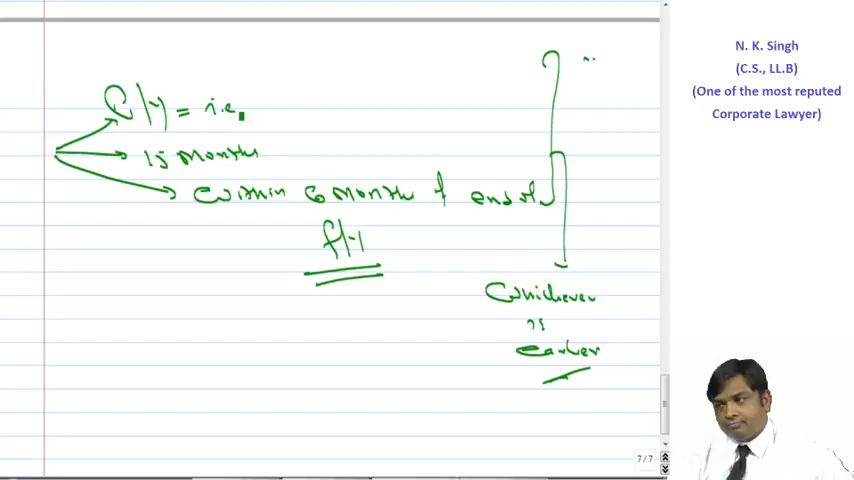 N. K. Singh
(C.S., LL.B)
(One of the most reputed
Corporate Lawyer)
= i.e.
15 months
within 6 months of end of
f/y
whichever
is
earlier
7/7